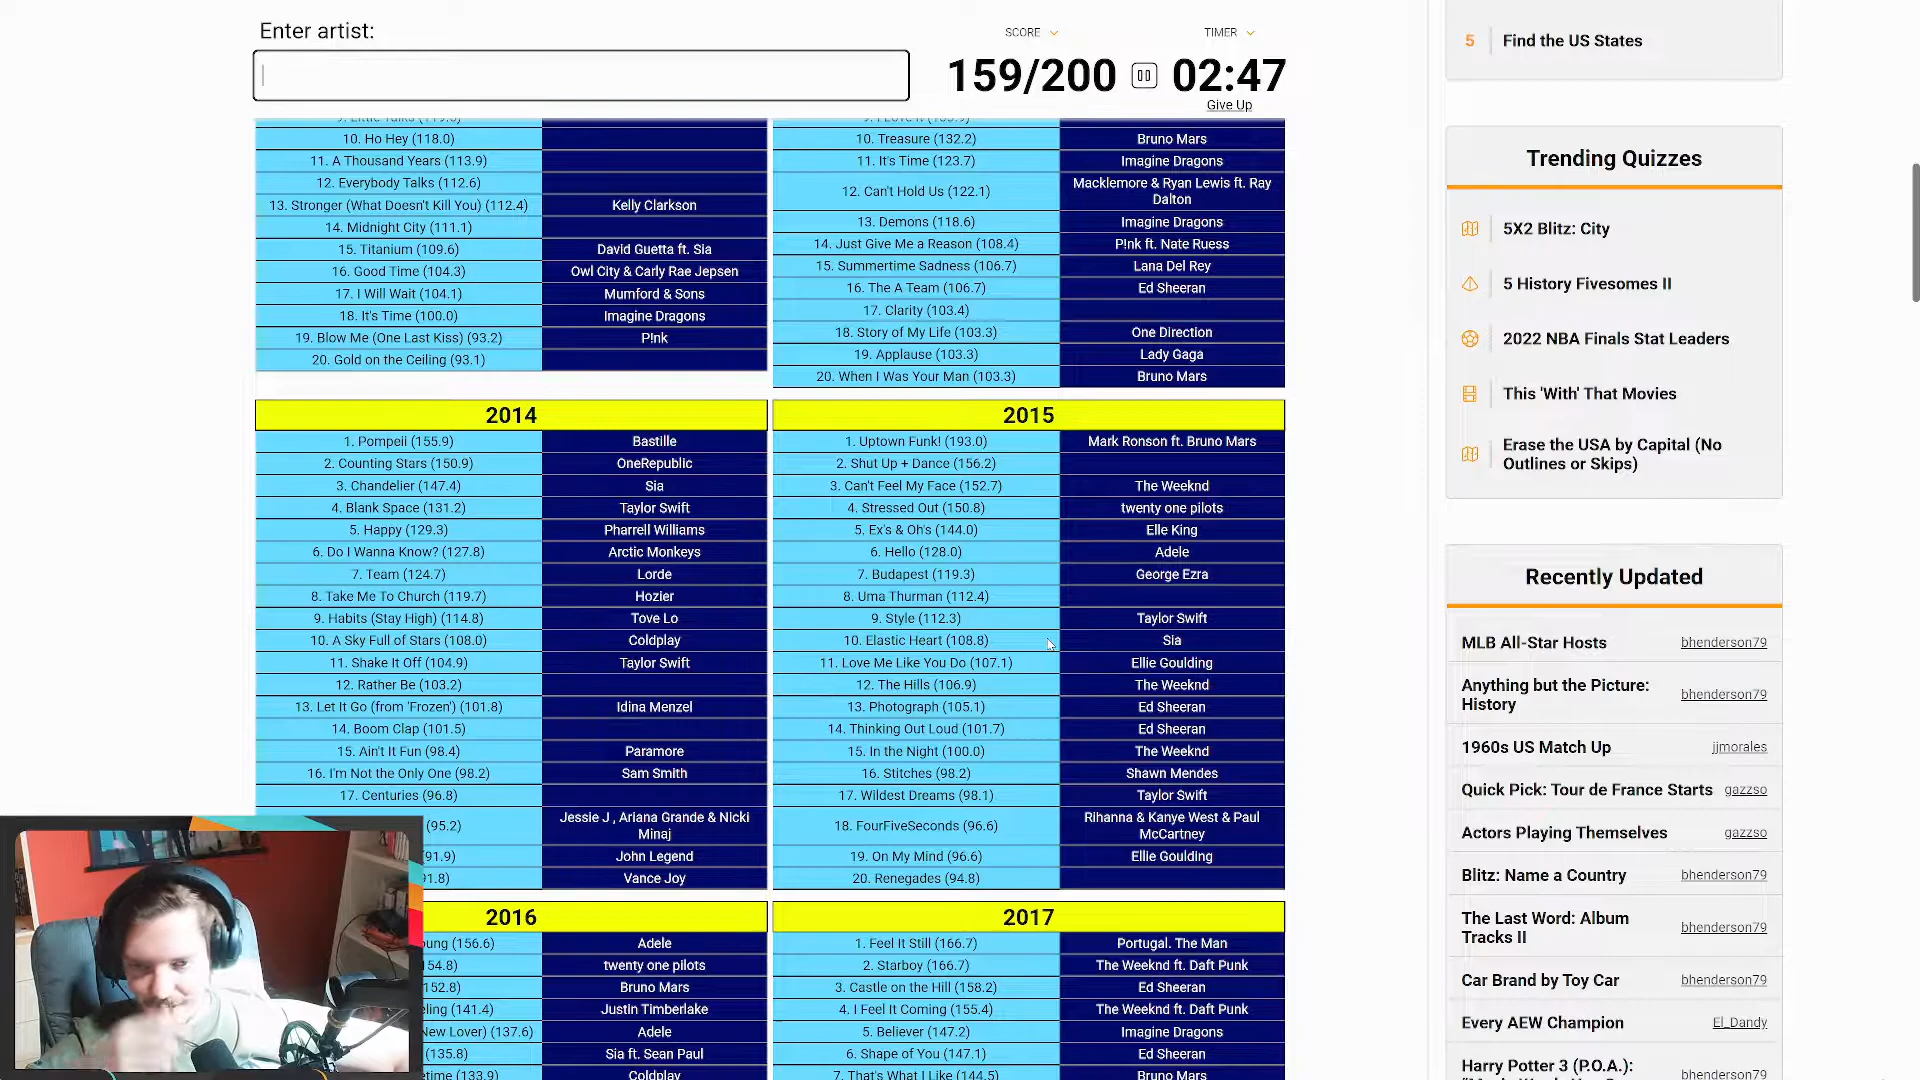 Enter artist:
SCORE
TIMER
159/200
02:47
Give Up
10. Ho Hey (118.0)
11. A Thousand Years (113.9)
12. Everybody Talks (112.6)
13. Stronger (What Doesn't Kill You) (112.4) Kelly Clarkson
14. Midnight City (111.1)
15. Titanium (109.6) David Guetta ft. Sia
16. Good Time (104.3) Owl City & Carly Rae Jepsen
17. I Will Wait (104.1) Mumford & Sons
18. It's Time (100.0) Imagine Dragons
19. Blow Me (One Last Kiss) (93.2) P!nk
20. Gold on the Ceiling (93.1)
10. Treasure (132.2) Bruno Mars
11. It's Time (123.7) Imagine Dragons
12. Can't Hold Us (122.1) Macklemore & Ryan Lewis ft. Ray
Dalton
13. Demons (118.6) Imagine Dragons
14. Just Give Me a Reason (108.4) P!nk ft. Nate Ruess
15. Summertime Sadness (106.7) Lana Del Rey
16. The A Team (106.7) Ed Sheeran
17. Clarity (103.4)
18. Story of My Life (103.3) One Direction
19. Applause (103.3) Lady Gaga
20. When I Was Your Man (103.3) Bruno Mars
2014
1. Pompeii (155.9) Bastille
2. Counting Stars (150.9) OneRepublic
3. Chandelier (147.4) Sia
4. Blank Space (131.2) Taylor Swift
5. Happy (129.3) Pharrell Williams
6. Do I Wanna Know? (127.8) Arctic Monkeys
7. Team (124.7) Lorde
8. Take Me To Church (119.7) Hozier
9. Habits (Stay High) (114.8) Tove Lo
10. A Sky Full of Stars (108.0) Coldplay
11. Shake It Off (104.9) Taylor Swift
12. Rather Be (103.2)
13. Let It Go (from 'Frozen') (101.8) Idina Menzel
14. Boom Clap (101.5)
15. Ain't It Fun (98.4) Paramore
16. I'm Not the Only One (98.2) Sam Smith
17. Centuries (96.8)
(95.2) Jessie J , Ariana Grande & Nicki
Minaj
(91.9) John Legend
91.8) Vance Joy
2015
1. Uptown Funk! (193.0) Mark Ronson ft. Bruno Mars
2. Shut Up + Dance (156.2)
3. Can't Feel My Face (152.7) The Weeknd
4. Stressed Out (150.8) twenty one pilots
5. Ex's & Oh's (144.0) Elle King
6. Hello (128.0) Adele
7. Budapest (119.3) George Ezra
8. Uma Thurman (112.4)
9. Style (112.3) Taylor Swift
10. Elastic Heart (108.8) Sia
11. Love Me Like You Do (107.1) Ellie Goulding
12. The Hills (106.9) The Weeknd
13. Photograph (105.1) Ed Sheeran
14. Thinking Out Loud (101.7) Ed Sheeran
15. In the Night (100.0) The Weeknd
16. Stitches (98.2) Shawn Mendes
17. Wildest Dreams (98.1) Taylor Swift
18. FourFiveSeconds (96.6) Rihanna & Kanye West & Paul
McCartney
19. On My Mind (96.6) Ellie Goulding
20. Renegades (94.8)
2016
(156.6) Adele
54.8) twenty one pilots
152.8) Bruno Mars
(141.4) Justin Timberlake
New Lover) (137.6) Adele
(135.8) Sia ft. Sean Paul
(133.9) Coldplay
2017
1. Feel It Still (166.7) Portugal. The Man
2. Starboy (166.7) The Weeknd ft. Daft Punk
3. Castle on the Hill (158.2) Ed Sheeran
4. I Feel It Coming (155.4) The Weeknd ft. Daft Punk
5. Believer (147.2) Imagine Dragons
6. Shape of You (147.1) Ed Sheeran
7. That's What I Like (144.5) Bruno Mars
5 Find the US States
Trending Quizzes
5X2 Blitz: City
5 History Fivesomes II
2022 NBA Finals Stat Leaders
This 'With' That Movies
Erase the USA by Capital (No
Outlines or Skips)
Recently Updated
MLB All-Star Hosts bhenderson79
Anything but the Picture:
History bhenderson79
1960s US Match Up jjmorales
Quick Pick: Tour de France Starts gazzso
Actors Playing Themselves gazzso
Blitz: Name a Country bhenderson79
The Last Word: Album
Tracks II bhenderson79
Car Brand by Toy Car bhenderson79
Every AEW Champion El_Dandy
Harry Potter 3 (P.O.A.):
bhenderson79